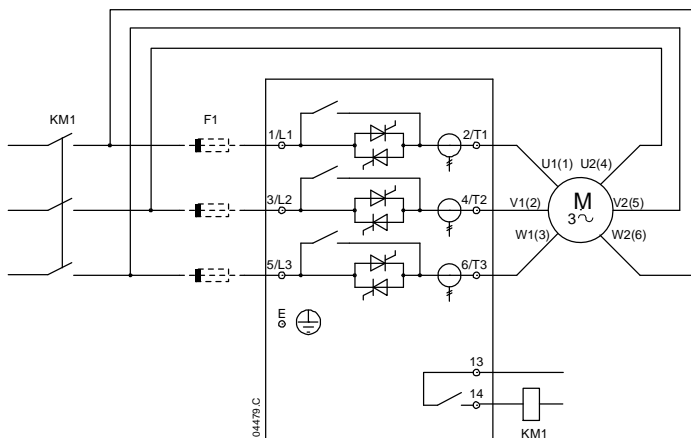 KM1
F1
1/L1
2/T1
3/L2
4/T2
5/L3
6/T3
U1(1)
U2(4)
V1(2)
V2(5)
W1(3)
W2(6)
M
3~
E
13
14
KM1
04479.C